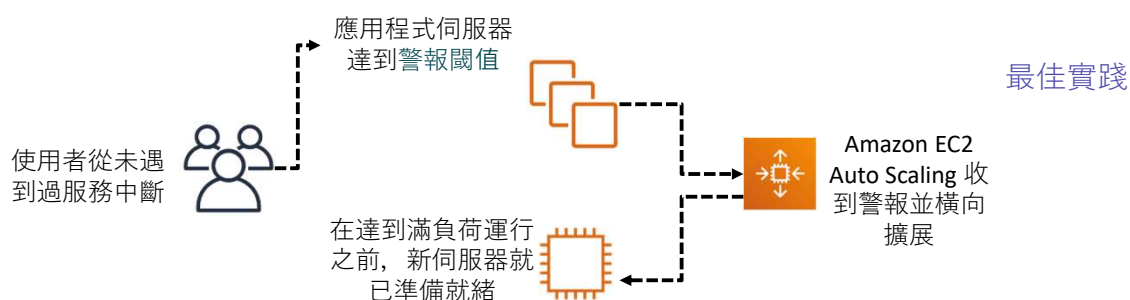 應用程式伺服器
達到警報閾值
最佳實踐
使用者從未遇
到過服務中斷
Amazon EC2
Auto Scaling 收
到警報並橫向
擴展
在達到滿負荷運行
之前，新伺服器就
已準備就緒